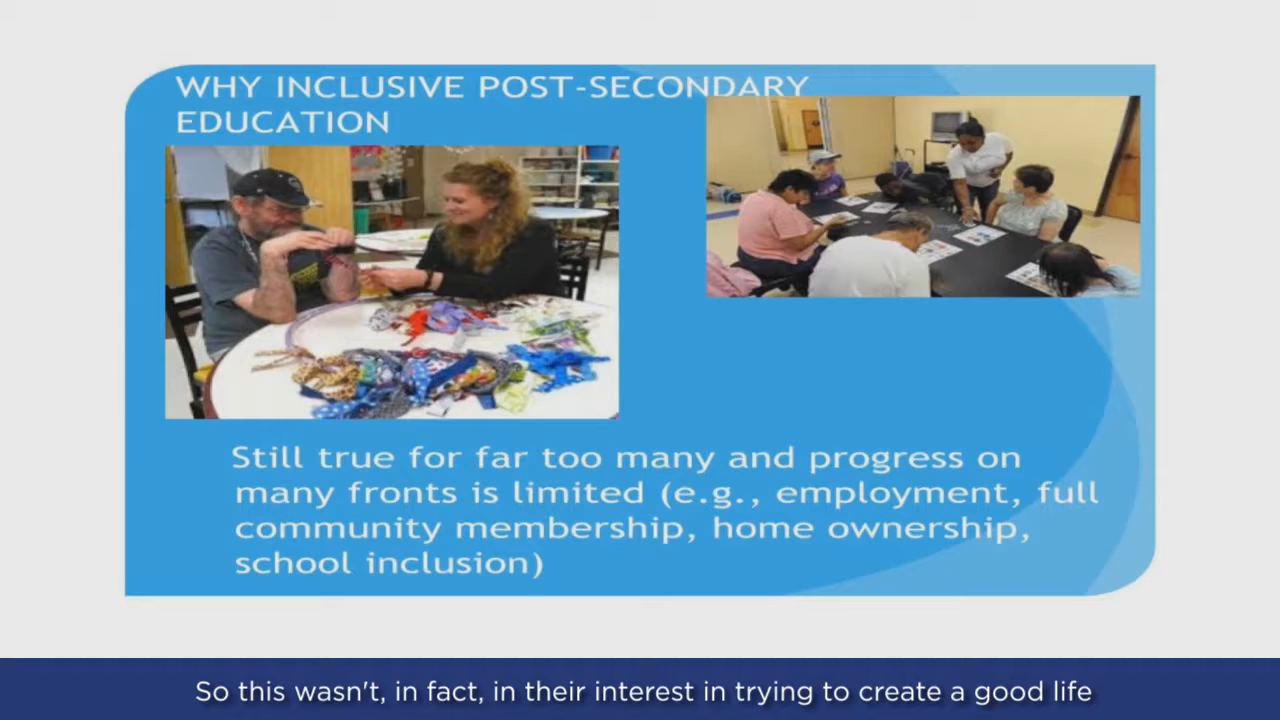 WHY INCLUSIVE POST-SECONDARY
EDUCATION
Still true for far too many and progress on
many fronts is limited (e.g., employment, full
community membership, home ownership,
school inclusion)
So this wasn't, in fact, in their interest in trying to create a good life